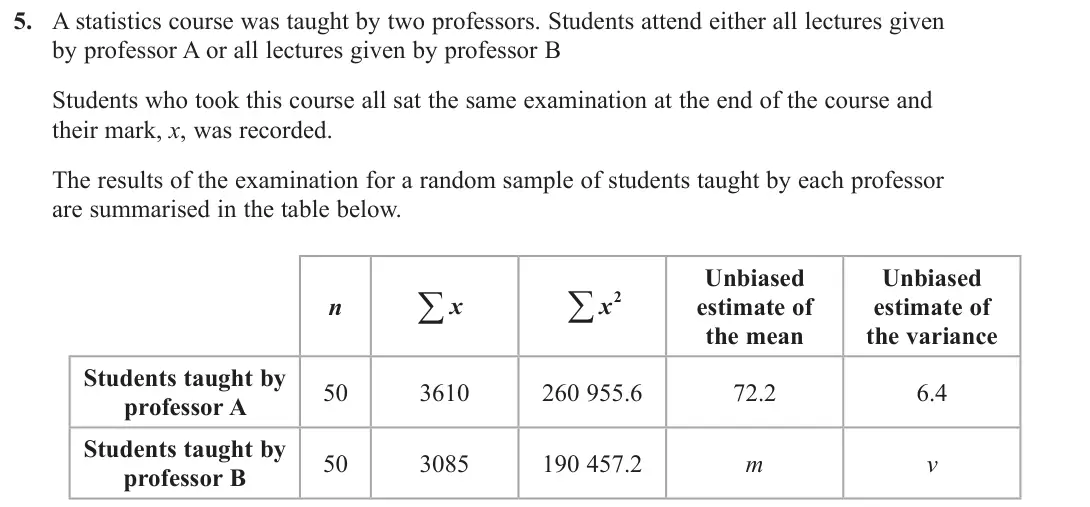 5. A statistics course was taught by two professors. Students attend either all lectures given
by professor A or all lectures given by professor B
Students who took this course all sat the same examination at the end of the course and
their mark, x, was recorded.
The results of the examination for a random sample of students taught by each professor
are summarised in the table below.
n ∑x ∑x² Unbiased estimate of the mean Unbiased estimate of the variance
Students taught by professor A 50 3610 260 955.6 72.2 6.4
Students taught by professor B 50 3085 190 457.2 m v